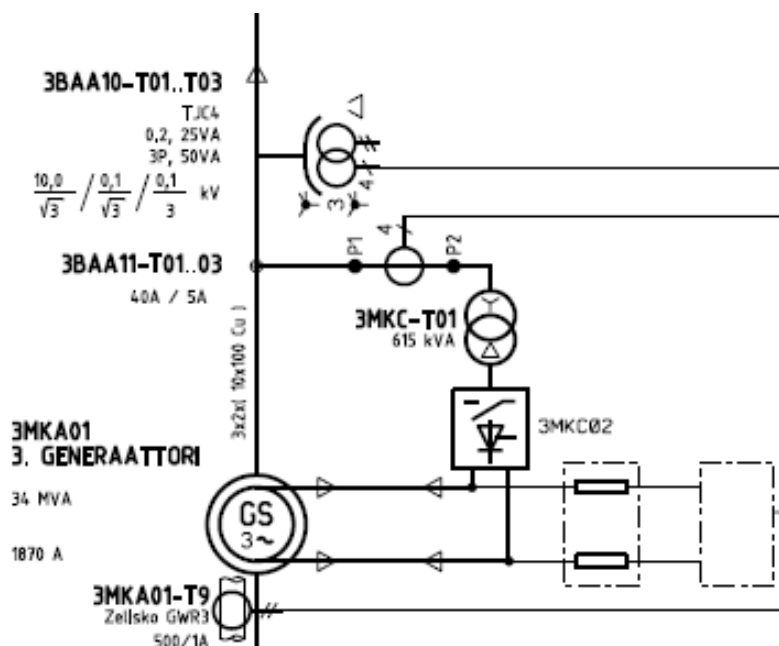 3BAA10-T01..T03
TJC4
0,2, 25VA
3P, 50VA
10,0/√3 / 0,1/√3 / 0,1/3 kV
4
3
4
P1
P2
3BAA11-T01..03
40A / 5A
3MKC-T01
615 kVA
3x2x( 10x100 Cu )
3MKC02
3MKA01
3. GENERAATTORI
34 MVA
1870 A
GS
3~
3MKA01-T9
Zellsko GWR3
500/1A